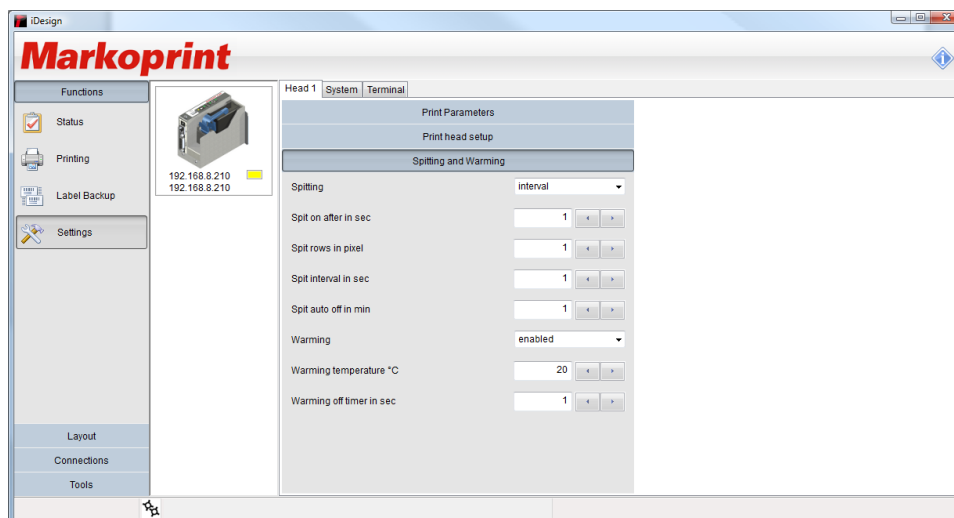 iDesign
Markoprint
Functions
Status
Printing
Label Backup
Settings
Layout
Connections
Tools
192.168.8.210
192.168.8.210
Head 1 System Terminal
Print Parameters
Print head setup
Spitting and Warming
Spitting interval
Spit on after in sec 1
Spit rows in pixel 1
Spit interval in sec 1
Spit auto off in min 1
Warming enabled
Warming temperature °C 20
Warming off timer in sec 1